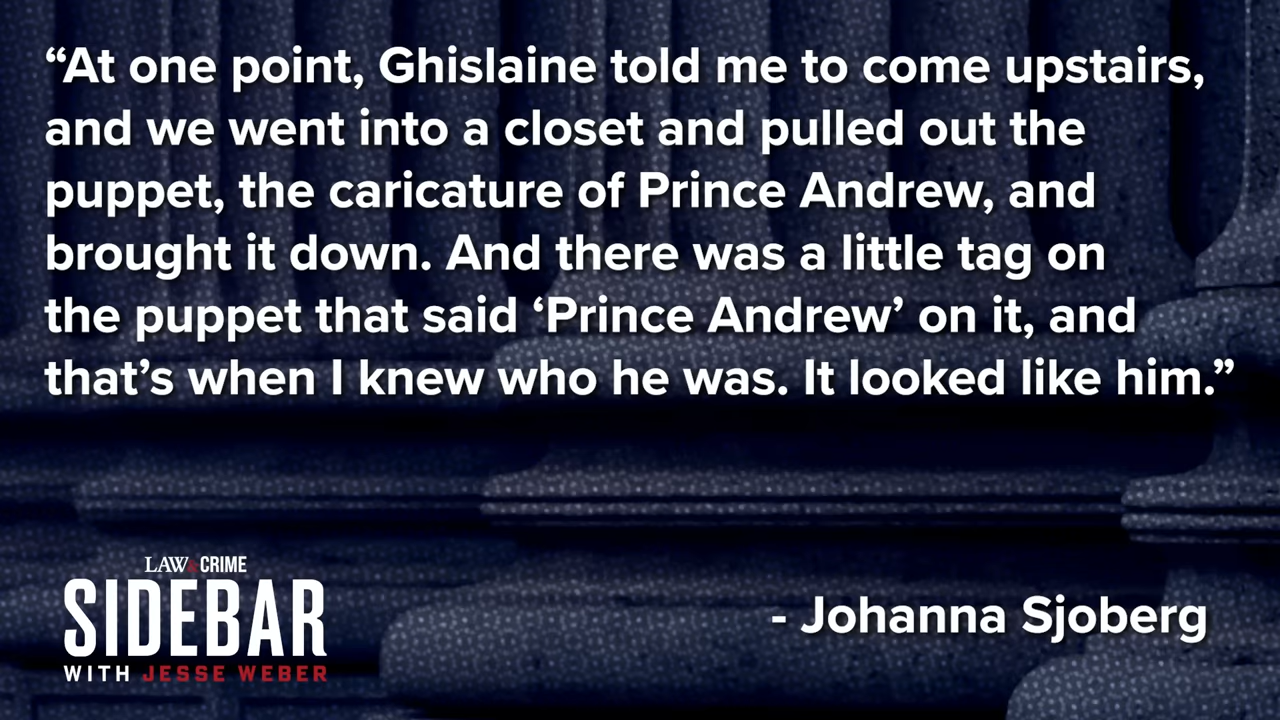 “At one point, Ghislaine told me to come upstairs,
and we went into a closet and pulled out the
puppet, the caricature of Prince Andrew, and
brought it down. And there was a little tag on
the puppet that said ‘Prince Andrew’ on it, and
that’s when I knew who he was. It looked like him.”
LAW&CRIME
SIDEBAR
WITH JESSE WEBER
- Johanna Sjoberg